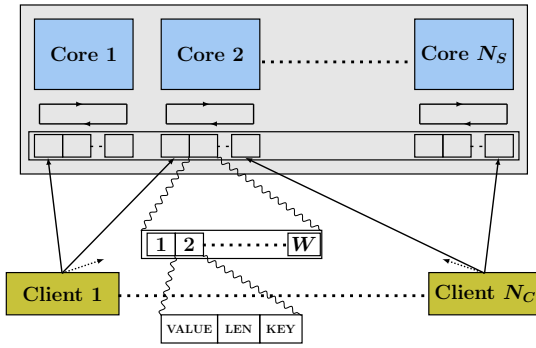 Core 1 Core 2 Core N_S
1 2 W
Client 1 Client N_C
VALUE LEN KEY